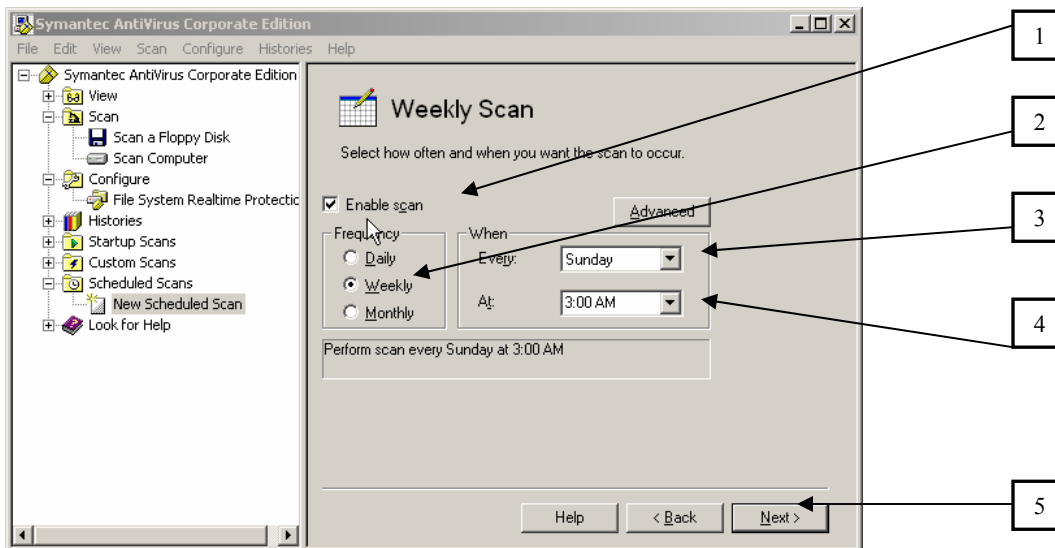 Symantec AntiVirus Corporate Edition
File Edit View Scan Configure Histories Help
Symantec AntiVirus Corporate Edition
View
Scan
Scan a Floppy Disk
Scan Computer
Configure
File System Realtime Protectic
Histories
Startup Scans
Custom Scans
Scheduled Scans
New Scheduled Scan
Look for Help
Weekly Scan
Select how often and when you want the scan to occur.
Enable scan
Advanced
Frequency
Daily
Weekly
Monthly
When
Every: Sunday
At: 3:00 AM
Perform scan every Sunday at 3:00 AM
Help < Back Next >
1
2
3
4
5